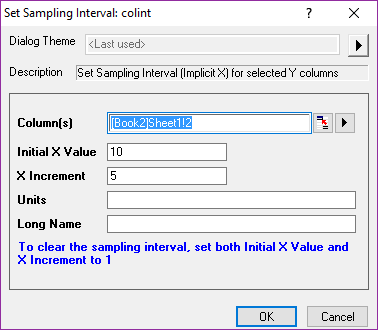 Set Sampling Interval: colint
Dialog Theme <Last used>
Description Set Sampling Interval (Implicit X) for selected Y columns
Column(s) [Book2]Sheet1!2
Initial X Value 10
X Increment 5
Units
Long Name
To clear the sampling interval, set both Initial X Value and
X Increment to 1
OK Cancel